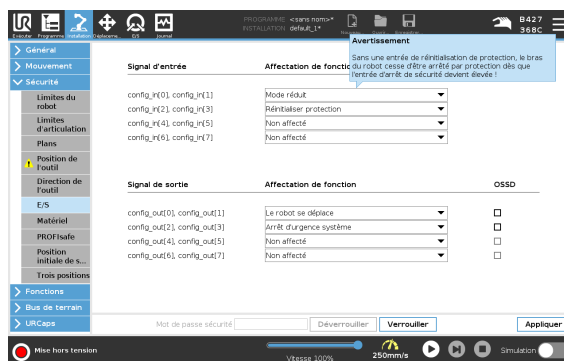 PROGRAMME <sans nom>*
INSTALLATION default_1*
Exécuter Programme Installation Déplaceme... E/S Journal
B427
368C
Avertissement
Sans une entrée de réinitialisation de protection, le bras
du robot cesse d'être arrêté par protection dès que
l'entrée d'arrêt de sécurité devient élevée !
Général
Mouvement
Sécurité
Limites du
robot
Limites
d'articulation
Plans
Position de
l'outil
Direction de
l'outil
E/S
Matériel
PROFIsafe
Position
initiale de s...
Trois positions
Fonctions
Bus de terrain
URCaps
Signal d'entrée Affectation de fonction
config_in[0], config_in[1] Mode réduit
config_in[2], config_in[3] Réinitialiser protection
config_in[4], config_in[5] Non affecté
config_in[6], config_in[7] Non affecté
Signal de sortie Affectation de fonction OSSD
config_out[0], config_out[1] Le robot se déplace
config_out[2], config_out[3] Arrêt d'urgence système
config_out[4], config_out[5] Non affecté
config_out[6], config_out[7] Non affecté
Mot de passe sécurité Déverrouiller Verrouiller Appliquer
Mise hors tension
Vitesse 100%
250mm/s
Simulation